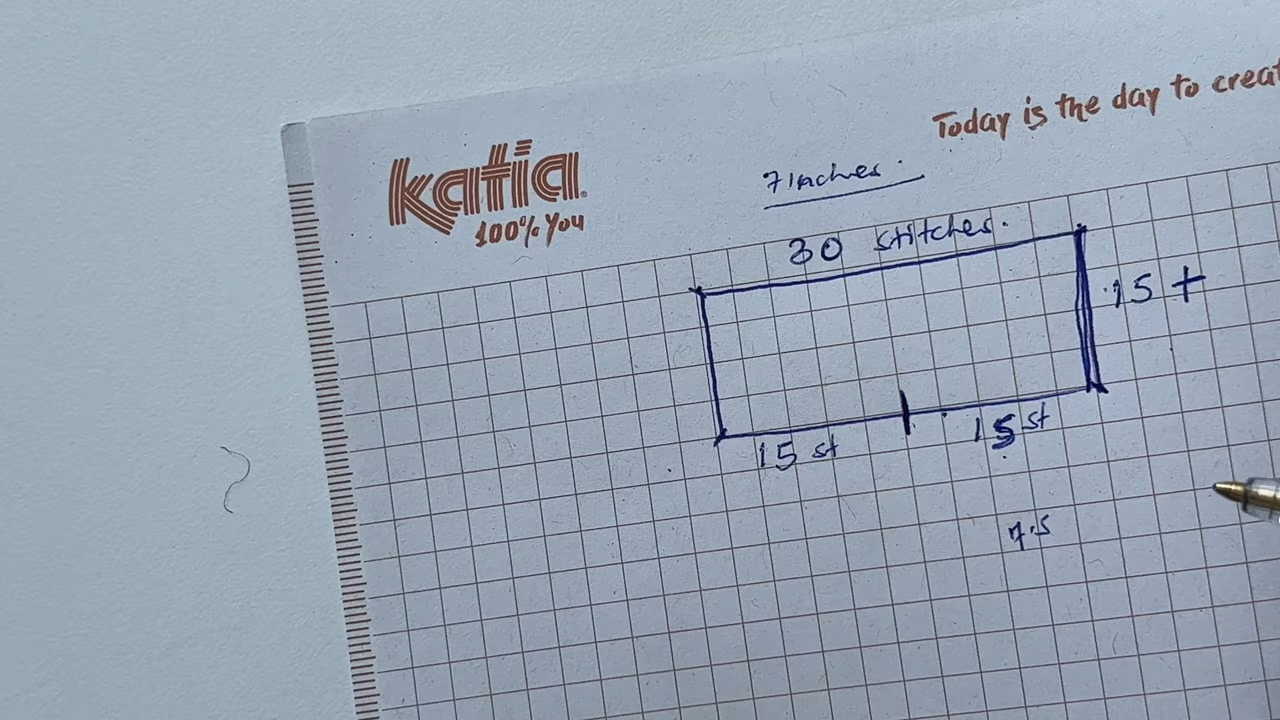 Today is the day to creat
katia
100% You
7 inches.
30 stitches.
15 +
15 st
15 st
7.5